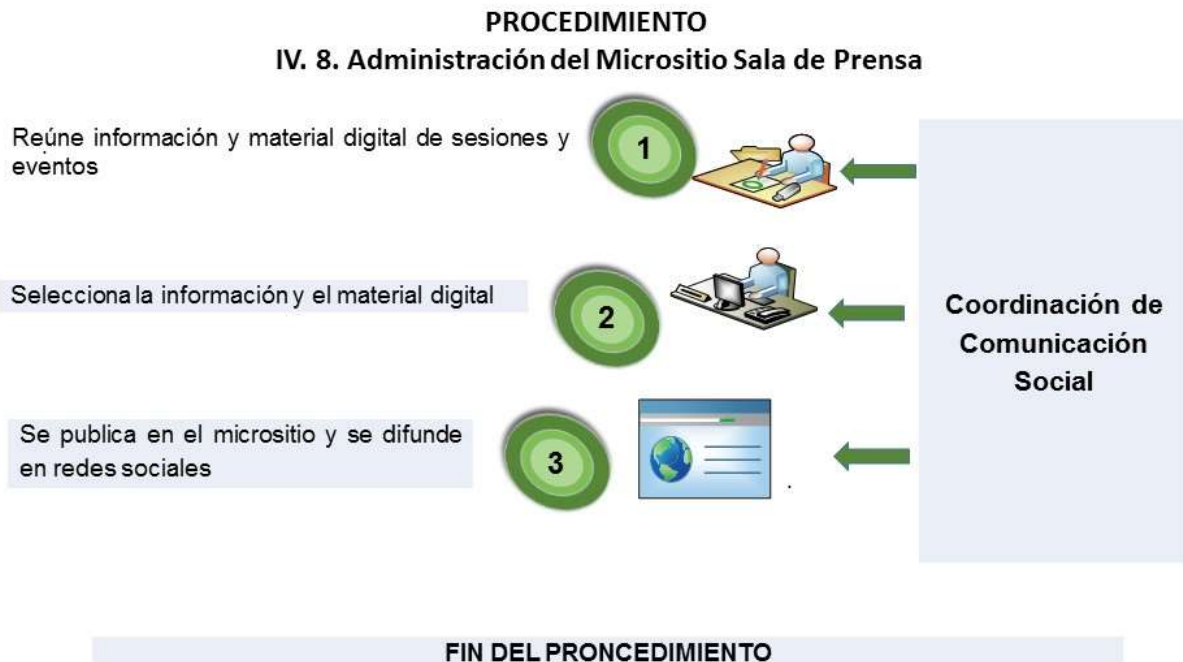 PROCEDIMIENTO
IV. 8. Administración del Micrositio Sala de Prensa
Reúne información y material digital de sesiones y
eventos
1
Selecciona la información y el material digital
2
Se publica en el micrositio y se difunde
en redes sociales
3
.
Coordinación de
Comunicación
Social
FIN DEL PRONCEDIMIENTO